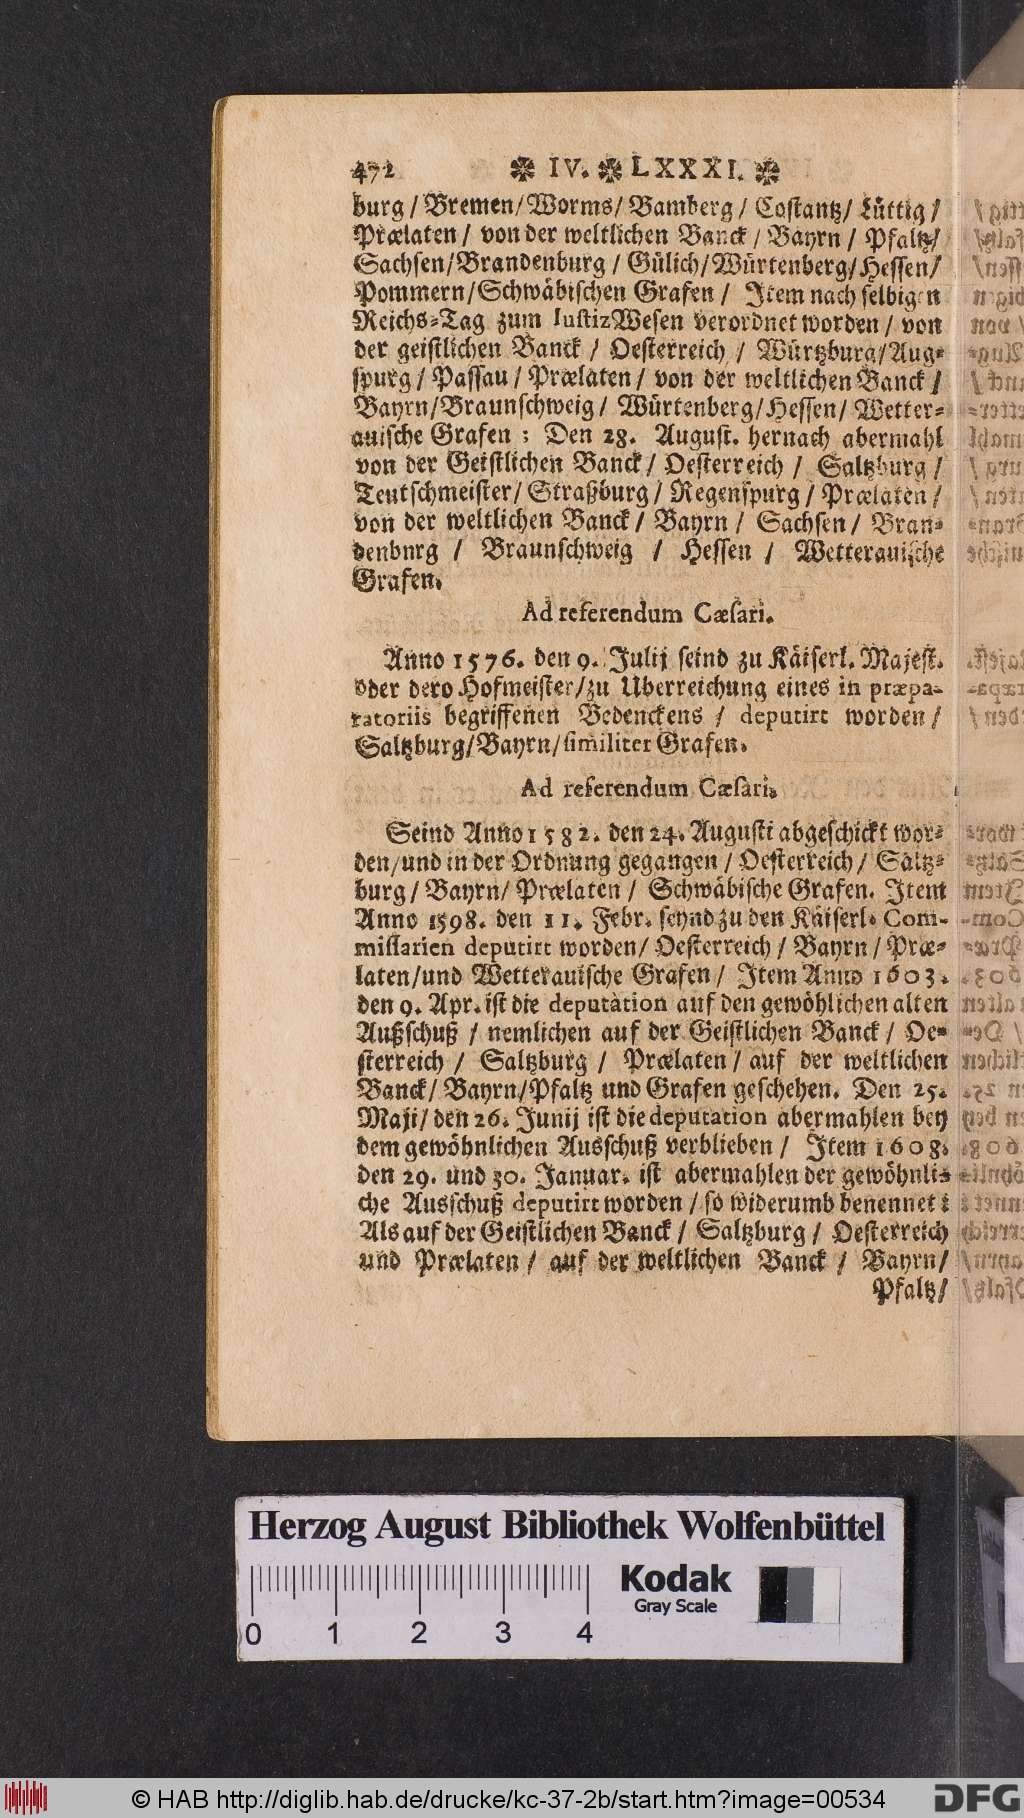 472 ✽ IV. ✽ LXXXI. ✽
burg / Bremen / Worms / Bamberg / Costantz / Lüttig /
Prælaten / von der weltlichen Banck / Bayrn / Pfaltz /
Sachsen / Brandenburg / Gülich / Würtenberg / Hessen /
Pommern / Schwäbischen Grafen / Item nach selbigen
Reichs-Tag zum Iustiz Wesen verordnet worden / von
der geistlichen Banck / Oesterreich / Würtzburg / Aug-
spurg / Passau / Prælaten / von der weltlichen Banck /
Bayrn / Braunschweig / Würtenberg / Hessen / Wetter-
auische Grafen ; Den 28. August. hernach abermahl
von der Geistlichen Banck / Oesterreich / Saltzburg /
Teutschmeister / Straßburg / Regenspurg / Prælaten /
von der weltlichen Banck / Bayrn / Sachsen / Bran-
denbnrg / Braunschweig / Hessen / Wetterauische
Grafen.
Ad referendum Cæsari.
Anno 1576. den 9. Julij seind zu Käiserl. Majest.
oder dero Hofmeister / zu Uberreichung eines in præpa-
ratoriis begriffenen Bedenckens / deputirt worden /
Saltzburg / Bayrn / similiter Grafen.
Ad referendum Cæsari.
Seind Anno 1582. den 24. Augusti abgeschickt wor-
den / und in der Ordnung gegangen / Oesterreich / Saltz-
burg / Bayrn / Prælaten / Schwäbische Grafen. Item
Anno 1598. den 11. Febr. seynd zu den Käiserl. Com-
missarien deputirt worden / Oesterreich / Bayrn / Præ-
laten / und Wetterauische Grafen / Item Anno 1603.
den 9. Apr. ist die deputation auf den gewöhlichen alten
Außschuß / nemlichen auf der Geistlichen Banck / Oe-
sterreich / Saltzburg / Prælaten / auf der weltlichen
Banck / Bayrn / Pfaltz und Grafen geschehen. Den 25.
Maji / den 26. Junij ist die deputation abermahlen bey
dem gewöhnlichen Ausschuß verblieben / Item 1608.
den 29. und 30. Januar. ist abermahlen der gewöhnli-
che Ausschuß deputirt worden / so widerumb benennet :
Als auf der Geistlichen Banck / Saltzburg / Oesterreich
und Prælaten / auf der weltlichen Banck / Bayrn /
Pfaltz /
Herzog August Bibliothek Wolfenbüttel
Kodak
Gray Scale
0 1 2 3 4
© HAB http://diglib.hab.de/drucke/kc-37-2b/start.htm?image=00534
DFG